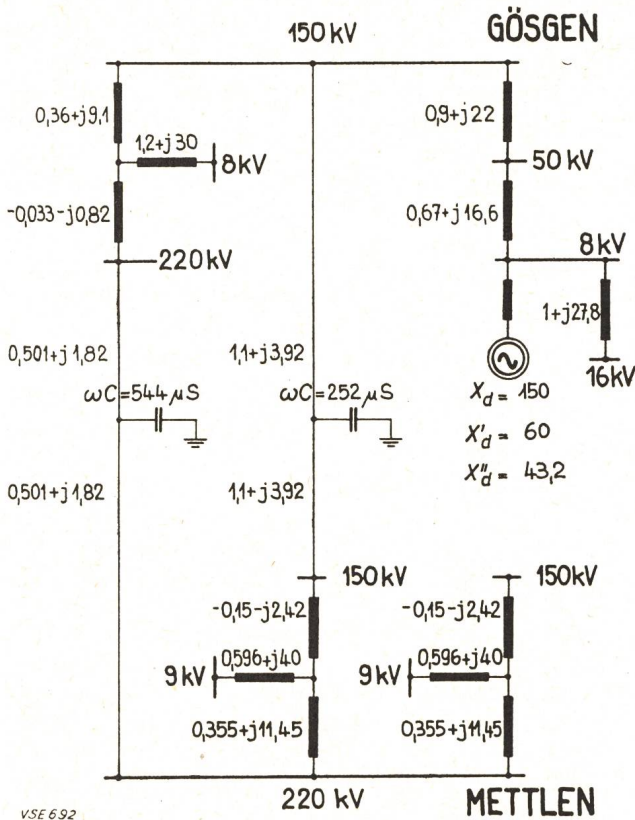 150 kV
GÖSGEN
0,36+j9,1
0,9+j22
1,2+j30
8kV
50 kV
-0,033-j0,82
0,67+j16,6
220kV
8kV
1+j27,8
16kV
0,501+j1,82
1,1+j3,92
ωC=544 µS
ωC=252 µS
Xd = 150
X'd = 60
X"d = 43,2
0,501+j1,82
1,1+j3,92
150kV
150kV
-0,15-j2,42
-0,15-j2,42
0,596+j40
0,596+j40
9kV
9kV
0,355+j11,45
0,355+j11,45
220 kV
METTLEN
VSE692